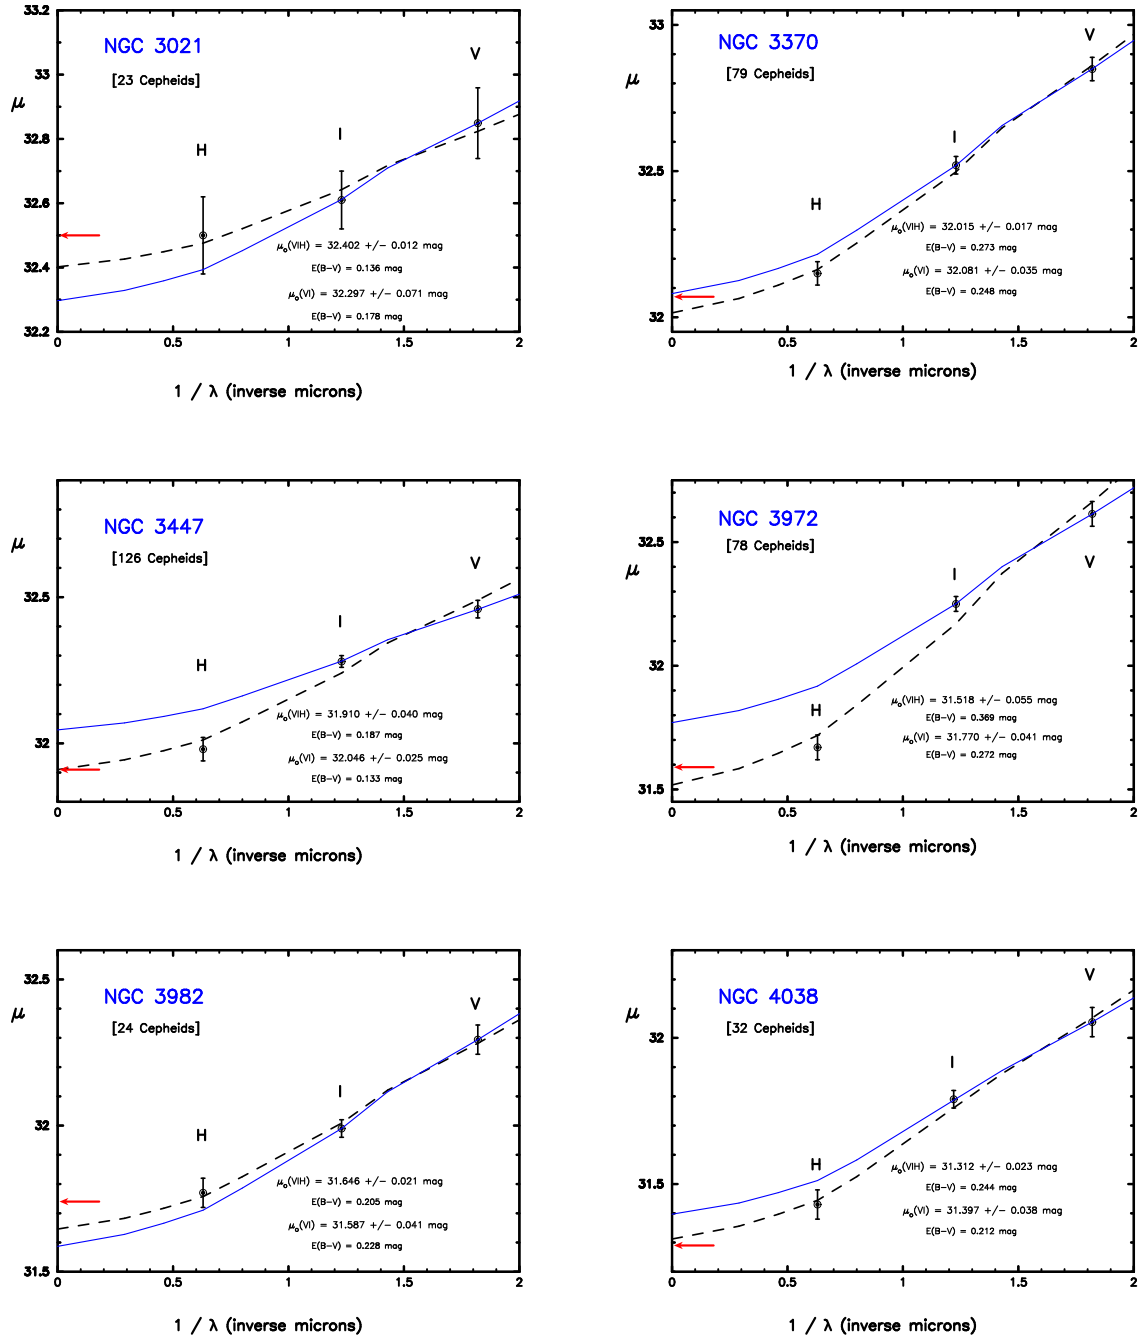 NGC 3021
[23 Cepheids]
μ
33.2
33
32.8
32.6
32.4
32.2
H
I
V
μ₀(VIH) = 32.402 +/− 0.012 mag
E(B−V) = 0.136 mag
μ₀(VI) = 32.297 +/− 0.071 mag
E(B−V) = 0.178 mag
0 0.5 1 1.5 2
1 / λ (inverse microns)
NGC 3370
[79 Cepheids]
μ
33
32.5
32
H
I
V
μ₀(VIH) = 32.015 +/− 0.017 mag
E(B−V) = 0.273 mag
μ₀(VI) = 32.081 +/− 0.035 mag
E(B−V) = 0.248 mag
0 0.5 1 1.5 2
1 / λ (inverse microns)
NGC 3447
[126 Cepheids]
μ
32.5
32
H
I
V
μ₀(VIH) = 31.910 +/− 0.040 mag
E(B−V) = 0.187 mag
μ₀(VI) = 32.046 +/− 0.025 mag
E(B−V) = 0.133 mag
0 0.5 1 1.5 2
1 / λ (inverse microns)
NGC 3972
[78 Cepheids]
μ
32.5
32
31.5
H
I
V
μ₀(VIH) = 31.518 +/− 0.055 mag
E(B−V) = 0.369 mag
μ₀(VI) = 31.770 +/− 0.041 mag
E(B−V) = 0.272 mag
0 0.5 1 1.5 2
1 / λ (inverse microns)
NGC 3982
[24 Cepheids]
μ
32.5
32
31.5
H
I
V
μ₀(VIH) = 31.646 +/− 0.021 mag
E(B−V) = 0.205 mag
μ₀(VI) = 31.587 +/− 0.041 mag
E(B−V) = 0.228 mag
0 0.5 1 1.5 2
1 / λ (inverse microns)
NGC 4038
[32 Cepheids]
μ
32
31.5
H
I
V
μ₀(VIH) = 31.312 +/− 0.023 mag
E(B−V) = 0.244 mag
μ₀(VI) = 31.397 +/− 0.038 mag
E(B−V) = 0.212 mag
0 0.5 1 1.5 2
1 / λ (inverse microns)